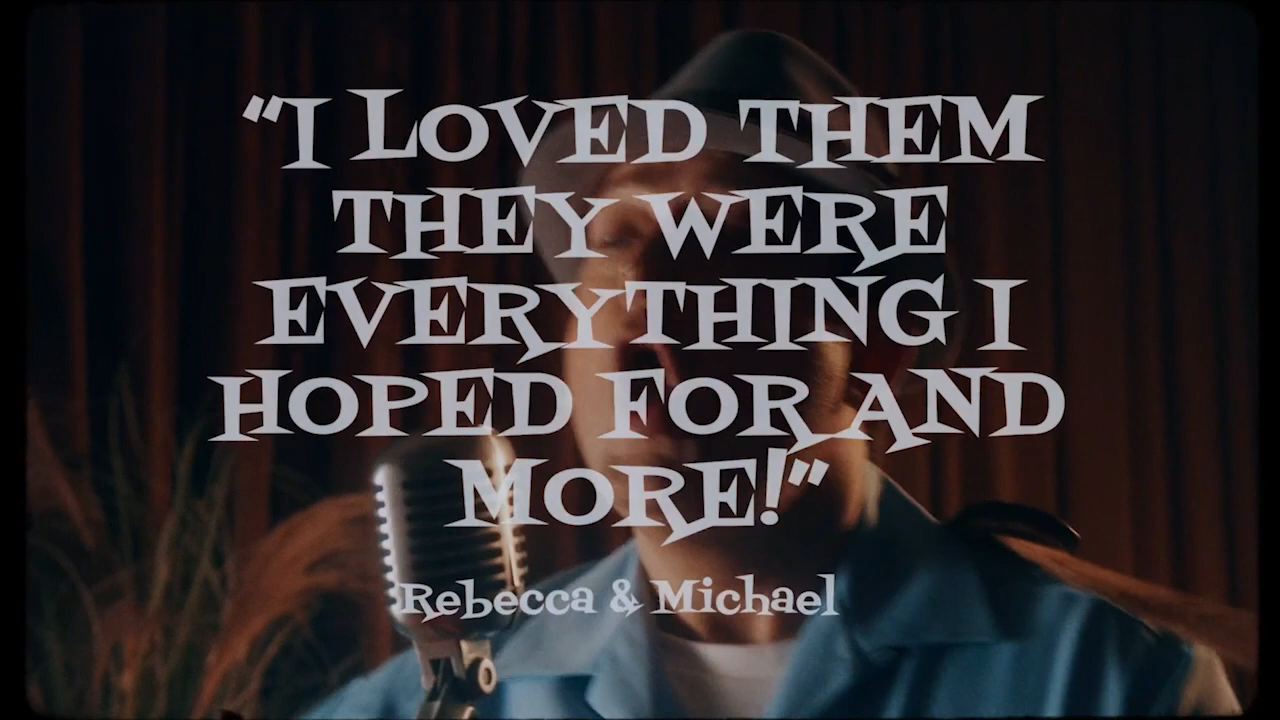 “I LOVED THEM
THEY WERE
EVERYTHING I
HOPED FOR AND
MORE!”
Rebecca & Michael